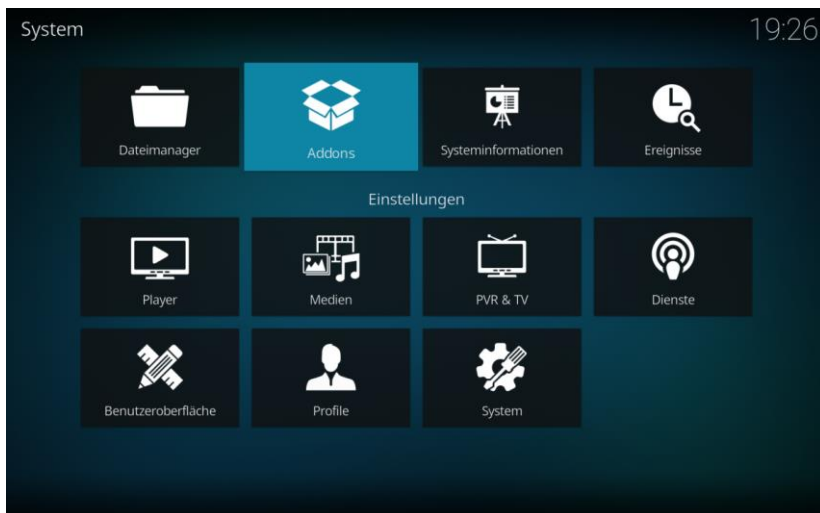 System
19:26
Dateimanager
Addons
Systeminformationen
Ereignisse
Einstellungen
Player
Medien
PVR & TV
Dienste
Benutzeroberfläche
Profile
System